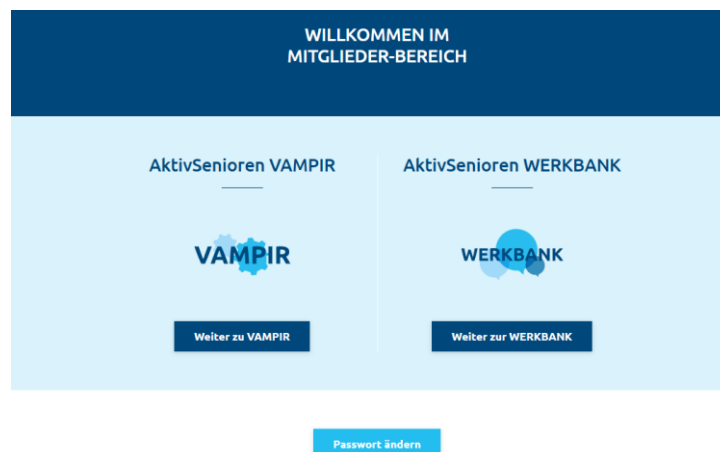 WILLKOMMEN IM
MITGLIEDER-BEREICH
AktivSenioren VAMPIR
VAMPIR
Weiter zu VAMPIR
AktivSenioren WERKBANK
WERKBANK
Weiter zur WERKBANK
Passwort ändern